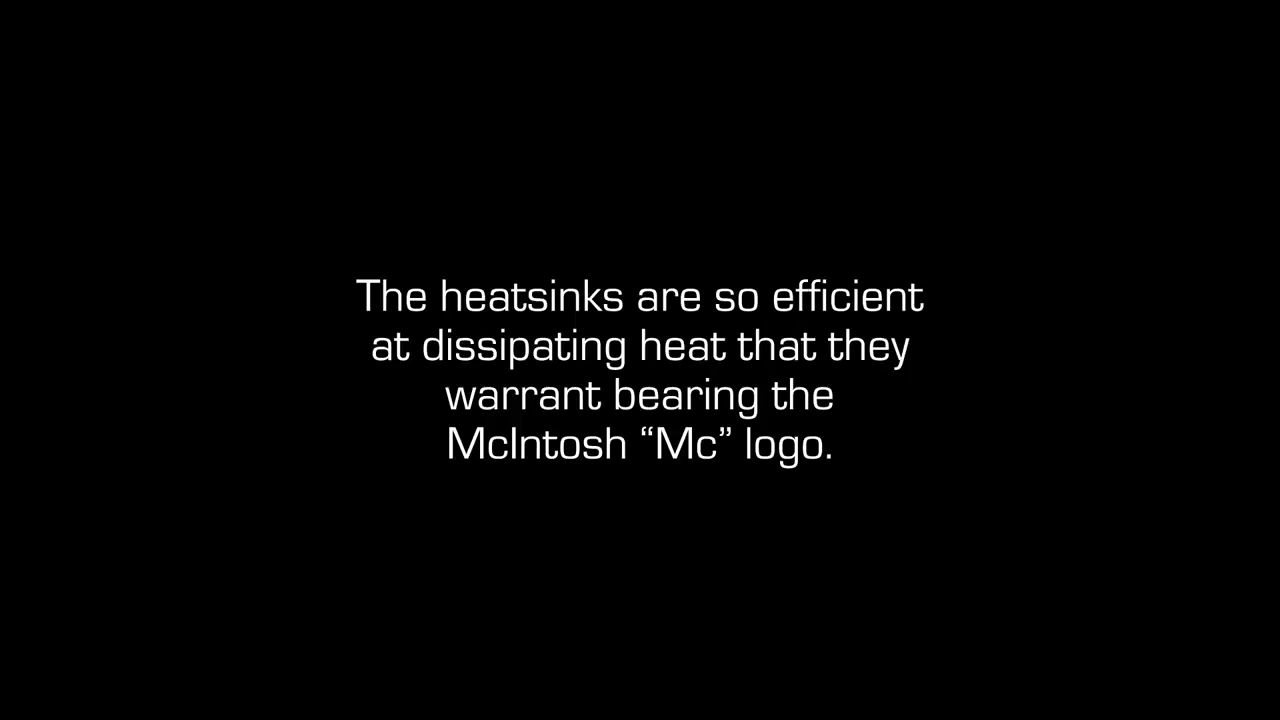 The heatsinks are so efficient
at dissipating heat that they
warrant bearing the
McIntosh “Mc” logo.